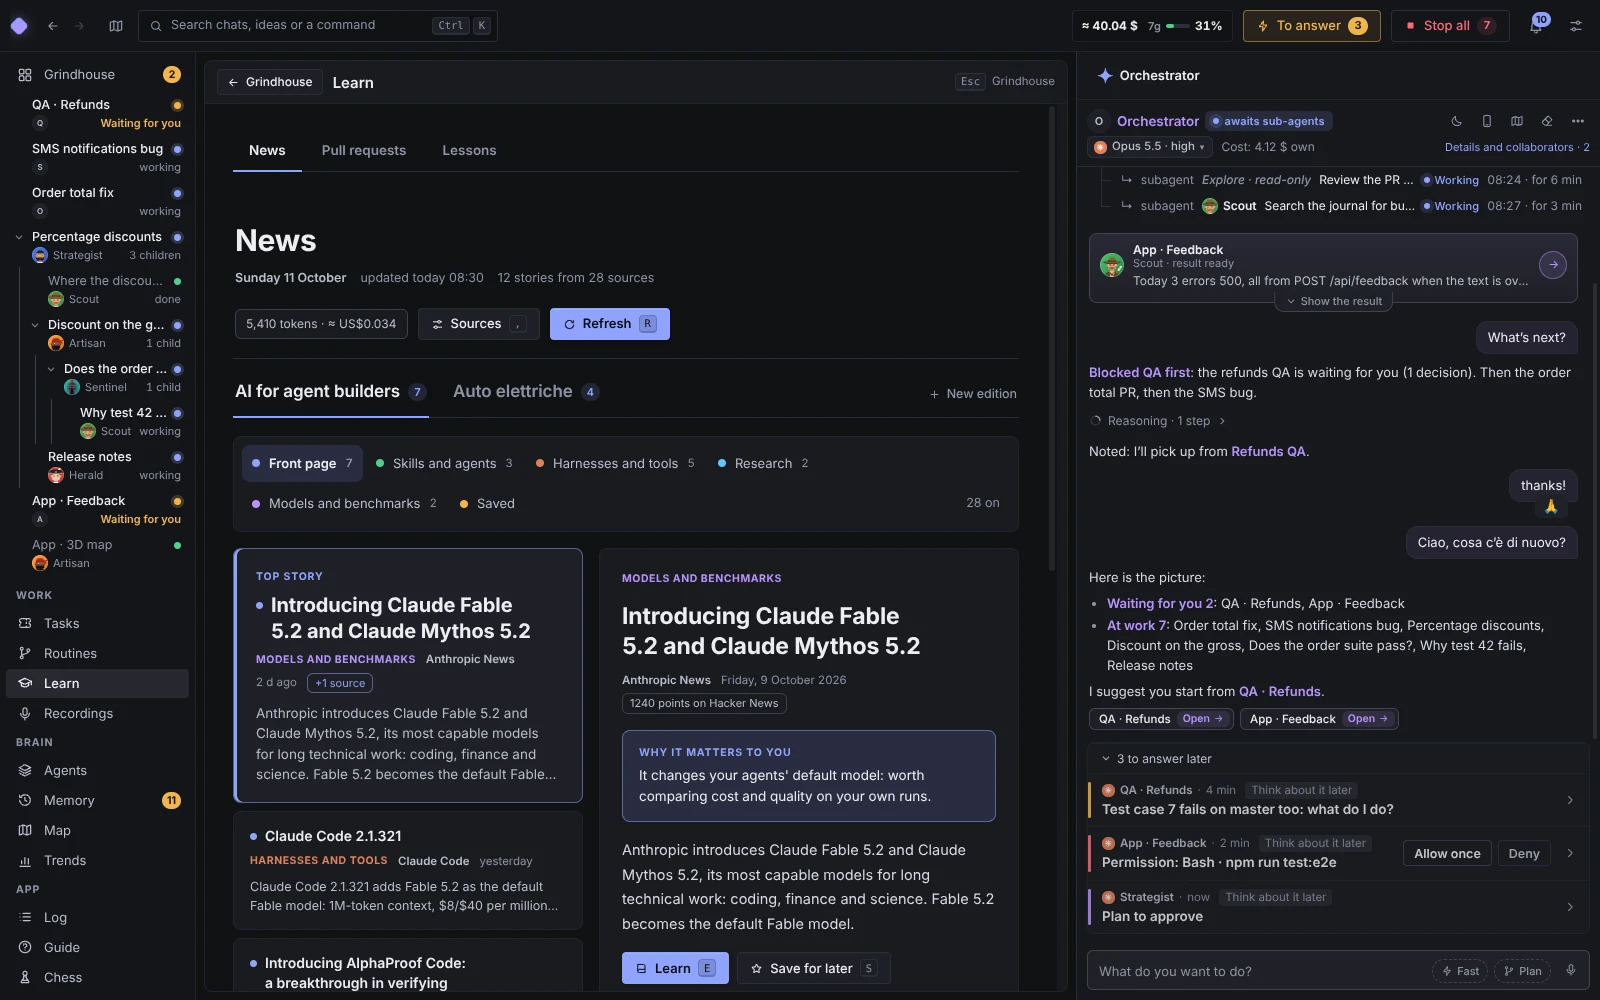 Search chats, ideas or a command Ctrl K
≈ 40.04 $ 7g 31%
To answer 3
Stop all 7
10
Grindhouse 2
QA · Refunds
Q Waiting for you
SMS notifications bug
S working
Order total fix
O working
Percentage discounts
Strategist 3 children
Where the discou...
Scout done
Discount on the g...
Artisan 1 child
Does the order ...
Sentinel 1 child
Why test 42 ...
Scout working
Release notes
Herald working
App · Feedback
A Waiting for you
App · 3D map
Artisan
WORK
Tasks
Routines
Learn
Recordings
BRAIN
Agents
Memory 11
Map
Trends
APP
Log
Guide
Chess
← Grindhouse Learn Esc Grindhouse
News Pull requests Lessons
News
Sunday 11 October updated today 08:30 12 stories from 28 sources
5,410 tokens · ≈ US$0.034 Sources , Refresh R
AI for agent builders 7 Auto elettriche 4 + New edition
Front page 7 Skills and agents 3 Harnesses and tools 5 Research 2
Models and benchmarks 2 Saved 28 on
TOP STORY
Introducing Claude Fable
5.2 and Claude Mythos 5.2
MODELS AND BENCHMARKS Anthropic News
2 d ago +1 source
Anthropic introduces Claude Fable 5.2 and
Claude Mythos 5.2, its most capable models
for long technical work: coding, finance and
science. Fable 5.2 becomes the default Fable...
Claude Code 2.1.321
HARNESSES AND TOOLS Claude Code yesterday
Claude Code 2.1.321 adds Fable 5.2 as the default
Fable model: 1M-token context, $8/$40 per million...
Introducing AlphaProof Code:
a breakthrough in verifying
MODELS AND BENCHMARKS
Introducing Claude Fable
5.2 and Claude Mythos 5.2
Anthropic News Friday, 9 October 2026
1240 points on Hacker News
WHY IT MATTERS TO YOU
It changes your agents' default model: worth
comparing cost and quality on your own runs.
Anthropic introduces Claude Fable 5.2 and Claude
Mythos 5.2, its most capable models for long
technical work: coding, finance and science. Fable 5.2
becomes the default Fable model.
Learn E Save for later S
Orchestrator
O Orchestrator awaits sub-agents
Opus 5.5 · high Cost: 4.12 $ own Details and collaborators · 2
subagent Explore · read-only Review the PR ... Working 08:24 · for 6 min
subagent Scout Search the journal for bu... Working 08:27 · for 3 min
App · Feedback
Scout · result ready
Today 3 errors 500, all from POST /api/feedback when the text is ov...
Show the result
What's next?
Blocked QA first: the refunds QA is waiting for you (1 decision). Then the order
total PR, then the SMS bug.
Reasoning · 1 step
Noted: I'll pick up from Refunds QA.
thanks!
🙏
Ciao, cosa c'è di nuovo?
Here is the picture:
• Waiting for you 2: QA · Refunds, App · Feedback
• At work 7: Order total fix, SMS notifications bug, Percentage discounts,
Discount on the gross, Does the order suite pass?, Why test 42 fails,
Release notes
I suggest you start from QA · Refunds.
QA · Refunds Open → App · Feedback Open →
3 to answer later
QA · Refunds · 4 min Think about it later
Test case 7 fails on master too: what do I do?
App · Feedback · 2 min Think about it later
Permission: Bash · npm run test:e2e
Allow once Deny
Strategist · now Think about it later
Plan to approve
What do you want to do? Fast Plan